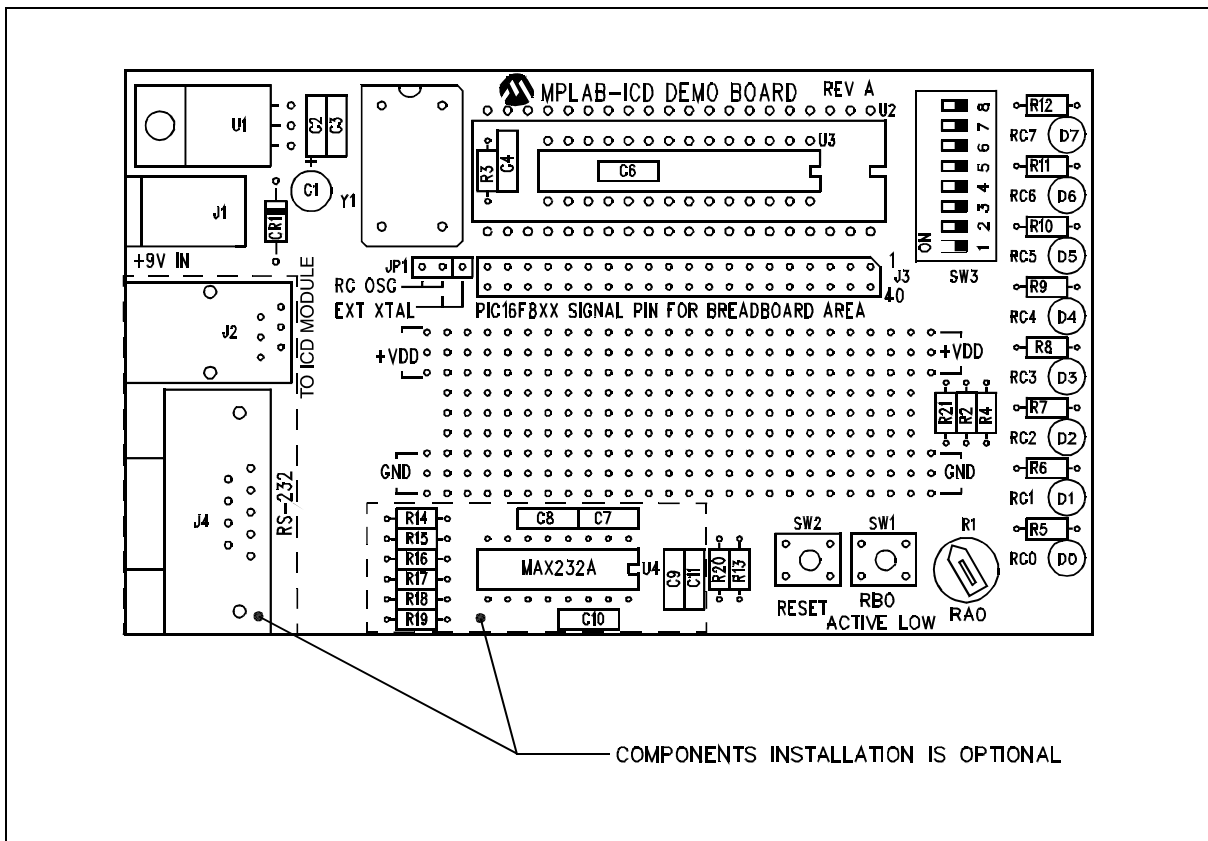 MPLAB-ICD DEMO BOARD REV A
U1
C2
C3
+
C1
Y1
J1
CR1
+9V IN
R3
C4
C6
U3
U2
8
7
6
5
4
3
2
1
ON
SW3
R12
RC7 D7
R11
RC6 D6
R10
RC5 D5
R9
RC4 D4
R8
RC3 D3
R7
RC2 D2
R6
RC1 D1
R5
RC0 D0
JP1
RC OSC
EXT XTAL
1
J3
40
PIC16F8XX SIGNAL PIN FOR BREADBOARD AREA
J2
TO ICD MODULE
+VDD
+VDD
R21
R2
R4
GND
GND
J4
RS-232
R14
R15
R16
R17
R18
R19
C8
C7
MAX232A
U4
C10
C9
C11
R20
R13
SW2
RESET
SW1
RB0
ACTIVE LOW
R1
RA0
COMPONENTS INSTALLATION IS OPTIONAL